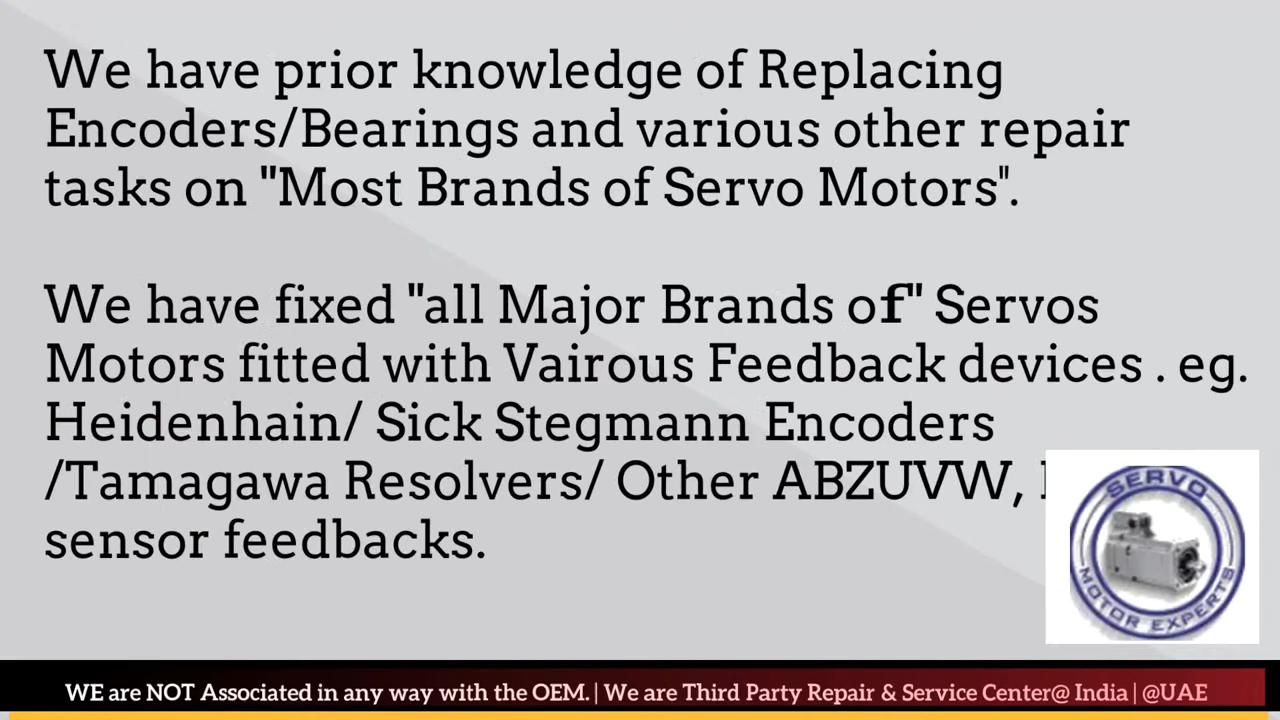 We have prior knowledge of Replacing
Encoders/Bearings and various other repair
tasks on "Most Brands of Servo Motors".
We have fixed "all Major Brands of" Servos
Motors fitted with Vairous Feedback devices . eg.
Heidenhain/ Sick Stegmann Encoders
/Tamagawa Resolvers/ Other ABZUVW,
sensor feedbacks.
SERVO
MOTOR EXPERTS
WE are NOT Associated in any way with the OEM. | We are Third Party Repair & Service Center@ India | @UAE